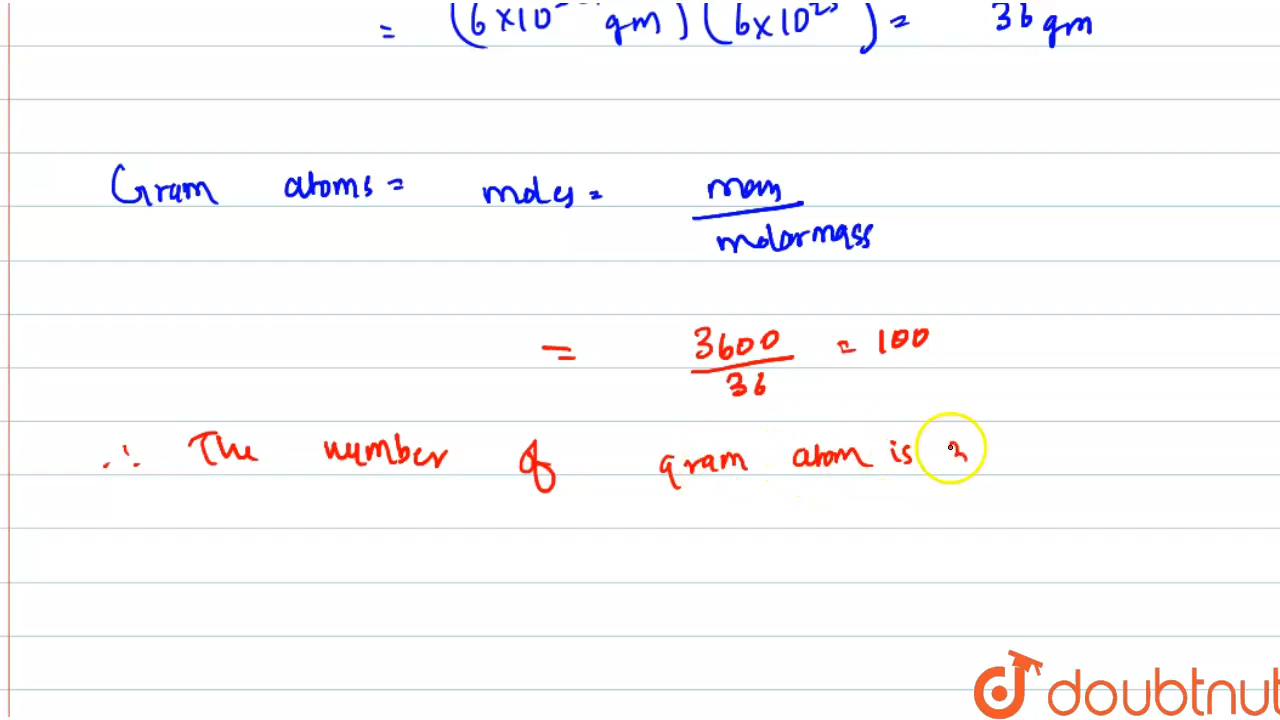 = (6×10 gm) (6×10²³) = 36 gm
Gram atoms = moles = mass
molar mass
= 3600 = 100
36
∴ The number of gram atom is
doubtnut